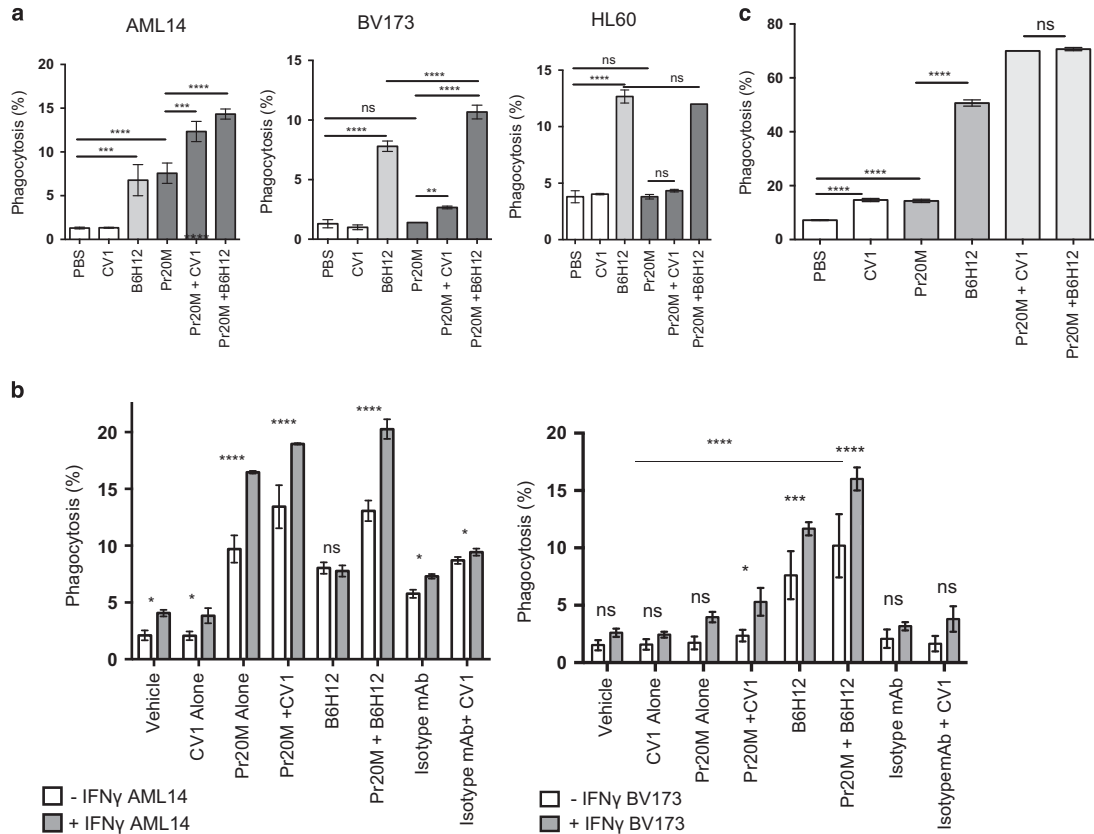 a
AML14
Phagocytosis (%)
20
15
10
5
0
****
***
****
***
****
PBS
CV1
B6H12
Pr20M
Pr20M + CV1
Pr20M +B6H12
BV173
Phagocytosis (%)
15
10
5
0
****
****
ns
****
**
PBS
CV1
B6H12
Pr20M
Pr20M + CV1
Pr20M +B6H12
HL60
Phagocytosis (%)
15
10
5
0
ns
****
ns
ns
PBS
CV1
B6H12
Pr20M
Pr20M + CV1
Pr20M +B6H12
c
Phagocytosis (%)
80
60
40
20
0
ns
****
****
****
PBS
CV1
Pr20M
B6H12
Pr20M + CV1
Pr20M +B6H12
b
Phagocytosis (%)
20
15
10
5
0
*
*
****
****
ns
****
*
*
Vehicle
CV1 Alone
Pr20M Alone
Pr20M +CV1
B6H12
Pr20M + B6H12
Isotype mAb
Isotype mAb+ CV1
- IFNγ AML14
+ IFNγ AML14
Phagocytosis (%)
20
15
10
5
0
****
ns
ns
ns
*
***
****
ns
ns
Vehicle
CV1 Alone
Pr20M Alone
Pr20M +CV1
B6H12
Pr20M + B6H12
Isotype mAb
IsotypemAb + CV1
- IFNγ BV173
+ IFNγ BV173